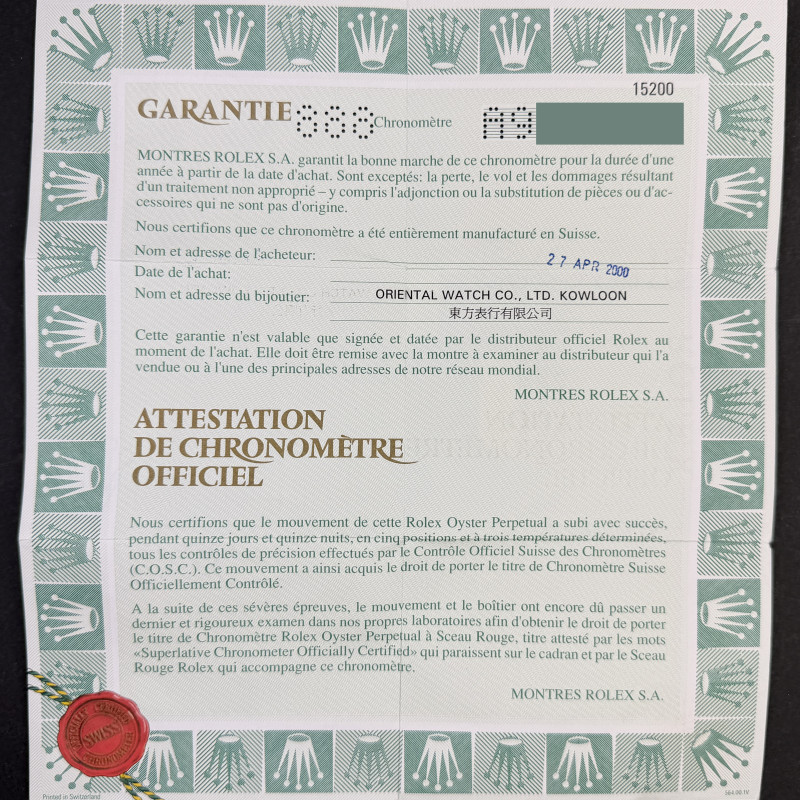 15200
GARANTIE 888 Chronomètre A9
MONTRES ROLEX S.A. garantit la bonne marche de ce chronomètre pour la durée d'une
année à partir de la date d'achat. Sont exceptés: la perte, le vol et les dommages résultant
d'un traitement non approprié – y compris l'adjonction ou la substitution de pièces ou d'ac-
cessoires qui ne sont pas d'origine.
Nous certifions que ce chronomètre a été entièrement manufacturé en Suisse.
Nom et adresse de l'acheteur:
27 APR 2000
Date de l'achat:
Nom et adresse du bijoutier: ORIENTAL WATCH CO., LTD. KOWLOON
東方表行有限公司
Cette garantie n'est valable que signée et datée par le distributeur officiel Rolex au
moment de l'achat. Elle doit être remise avec la montre à examiner au distributeur qui l'a
vendue ou à l'une des principales adresses de notre réseau mondial.
MONTRES ROLEX S.A.
ATTESTATION
DE CHRONOMÈTRE
OFFICIEL
Nous certifions que le mouvement de cette Rolex Oyster Perpetual a subi avec succès,
pendant quinze jours et quinze nuits, en cinq positions et à trois températures déterminées,
tous les contrôles de précision effectués par le Contrôle Officiel Suisse des Chronomètres
(C.O.S.C.). Ce mouvement a ainsi acquis le droit de porter le titre de Chronomètre Suisse
Officiellement Contrôlé.
A la suite de ces sévères épreuves, le mouvement et le boîtier ont encore dû passer un
dernier et rigoureux examen dans nos propres laboratoires afin d'obtenir le droit de porter
le titre de Chronomètre Rolex Oyster Perpetual à Sceau Rouge, titre attesté par les mots
«Superlative Chronometer Officially Certified» qui paraissent sur le cadran et par le Sceau
Rouge Rolex qui accompagne ce chronomètre.
MONTRES ROLEX S.A.
SWISS
Printed in Switzerland